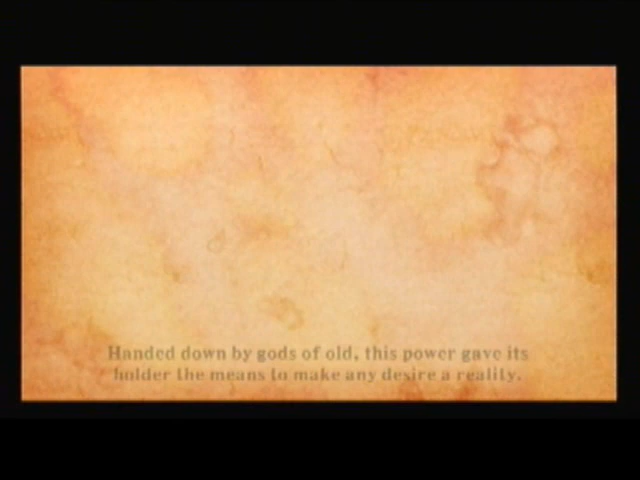 Handed down by gods of old, this power gave its
holder the means to make any desire a reality.